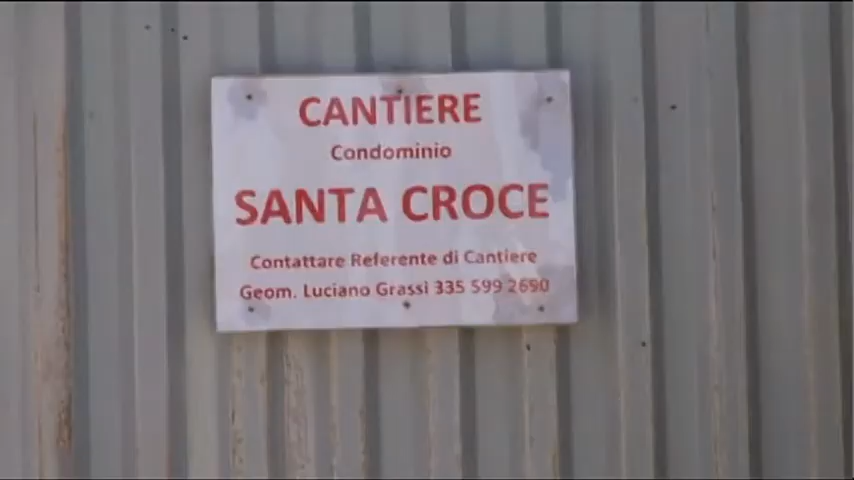 CANTIERE
Condominio
SANTA CROCE
Contattare Referente di Cantiere
Geom. Luciano Grassi 335 599 2690